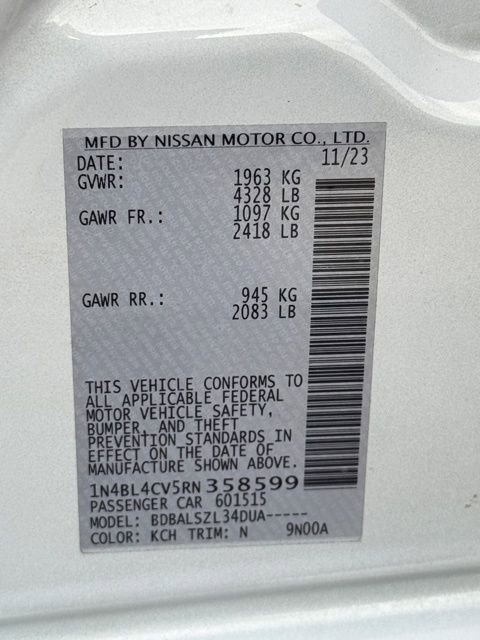 MFD BY NISSAN MOTOR CO., LTD.
DATE: 11/23
GVWR: 1963 KG
4328 LB
GAWR FR.: 1097 KG
2418 LB
GAWR RR.: 945 KG
2083 LB
THIS VEHICLE CONFORMS TO
ALL APPLICABLE FEDERAL
MOTOR VEHICLE SAFETY,
BUMPER, AND THEFT
PREVENTION STANDARDS IN
EFFECT ON THE DATE OF
MANUFACTURE SHOWN ABOVE.
1N4BL4CV5RN358599
PASSENGER CAR 601515
MODEL: BDBALSZL34DUA-----
COLOR: KCH TRIM: N 9N00A